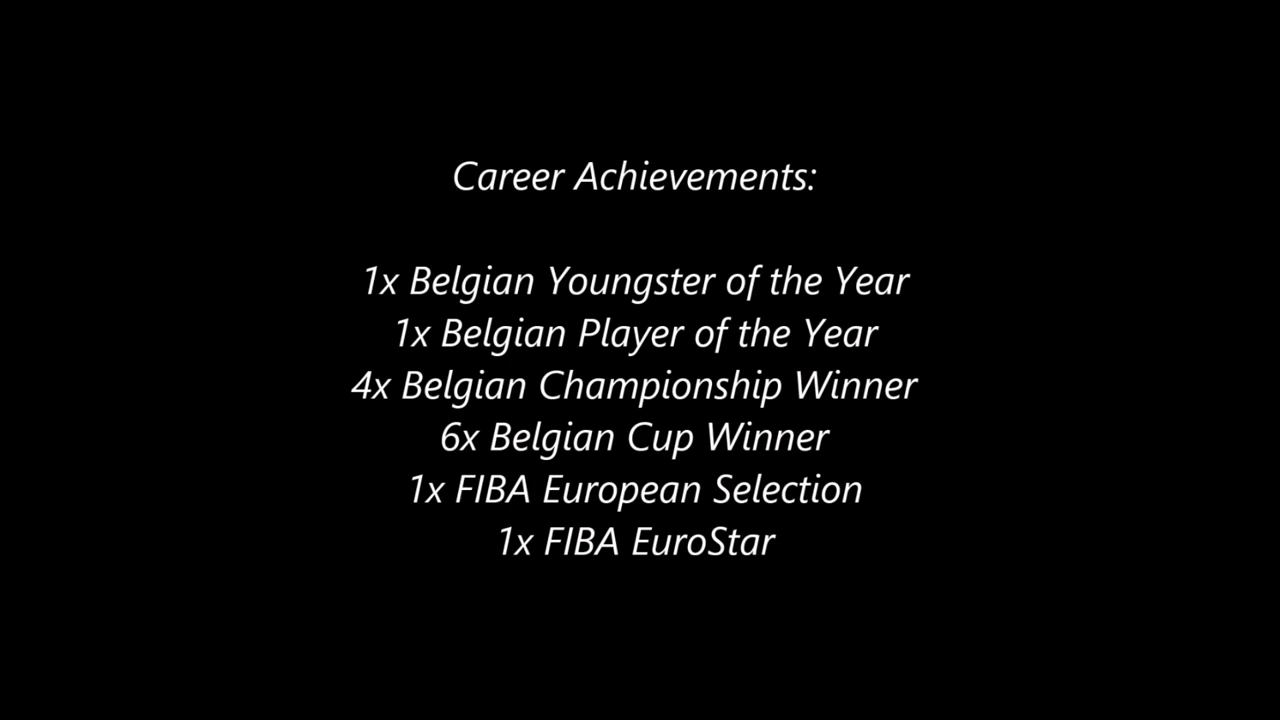 Career Achievements:
1x Belgian Youngster of the Year
1x Belgian Player of the Year
4x Belgian Championship Winner
6x Belgian Cup Winner
1x FIBA European Selection
1x FIBA EuroStar